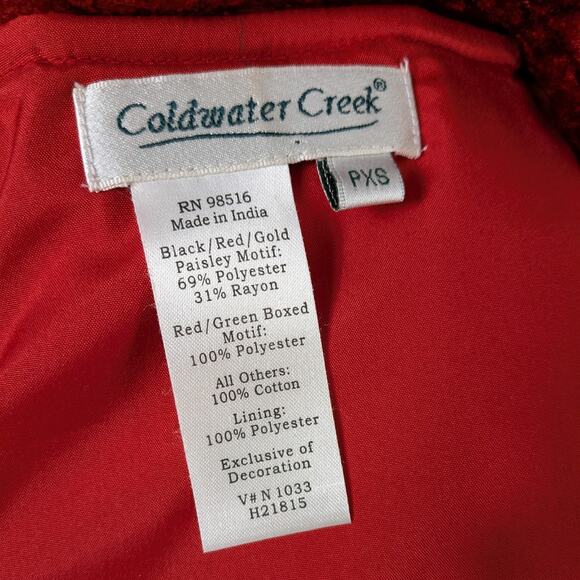 Coldwater Creek®
PXS
RN 98516
Made in India
Black/Red/Gold
Paisley Motif:
69% Polyester
31% Rayon
Red/Green Boxed
Motif:
100% Polyester
All Others:
100% Cotton
Lining:
100% Polyester
Exclusive of
Decoration
V# N 1033
H21815